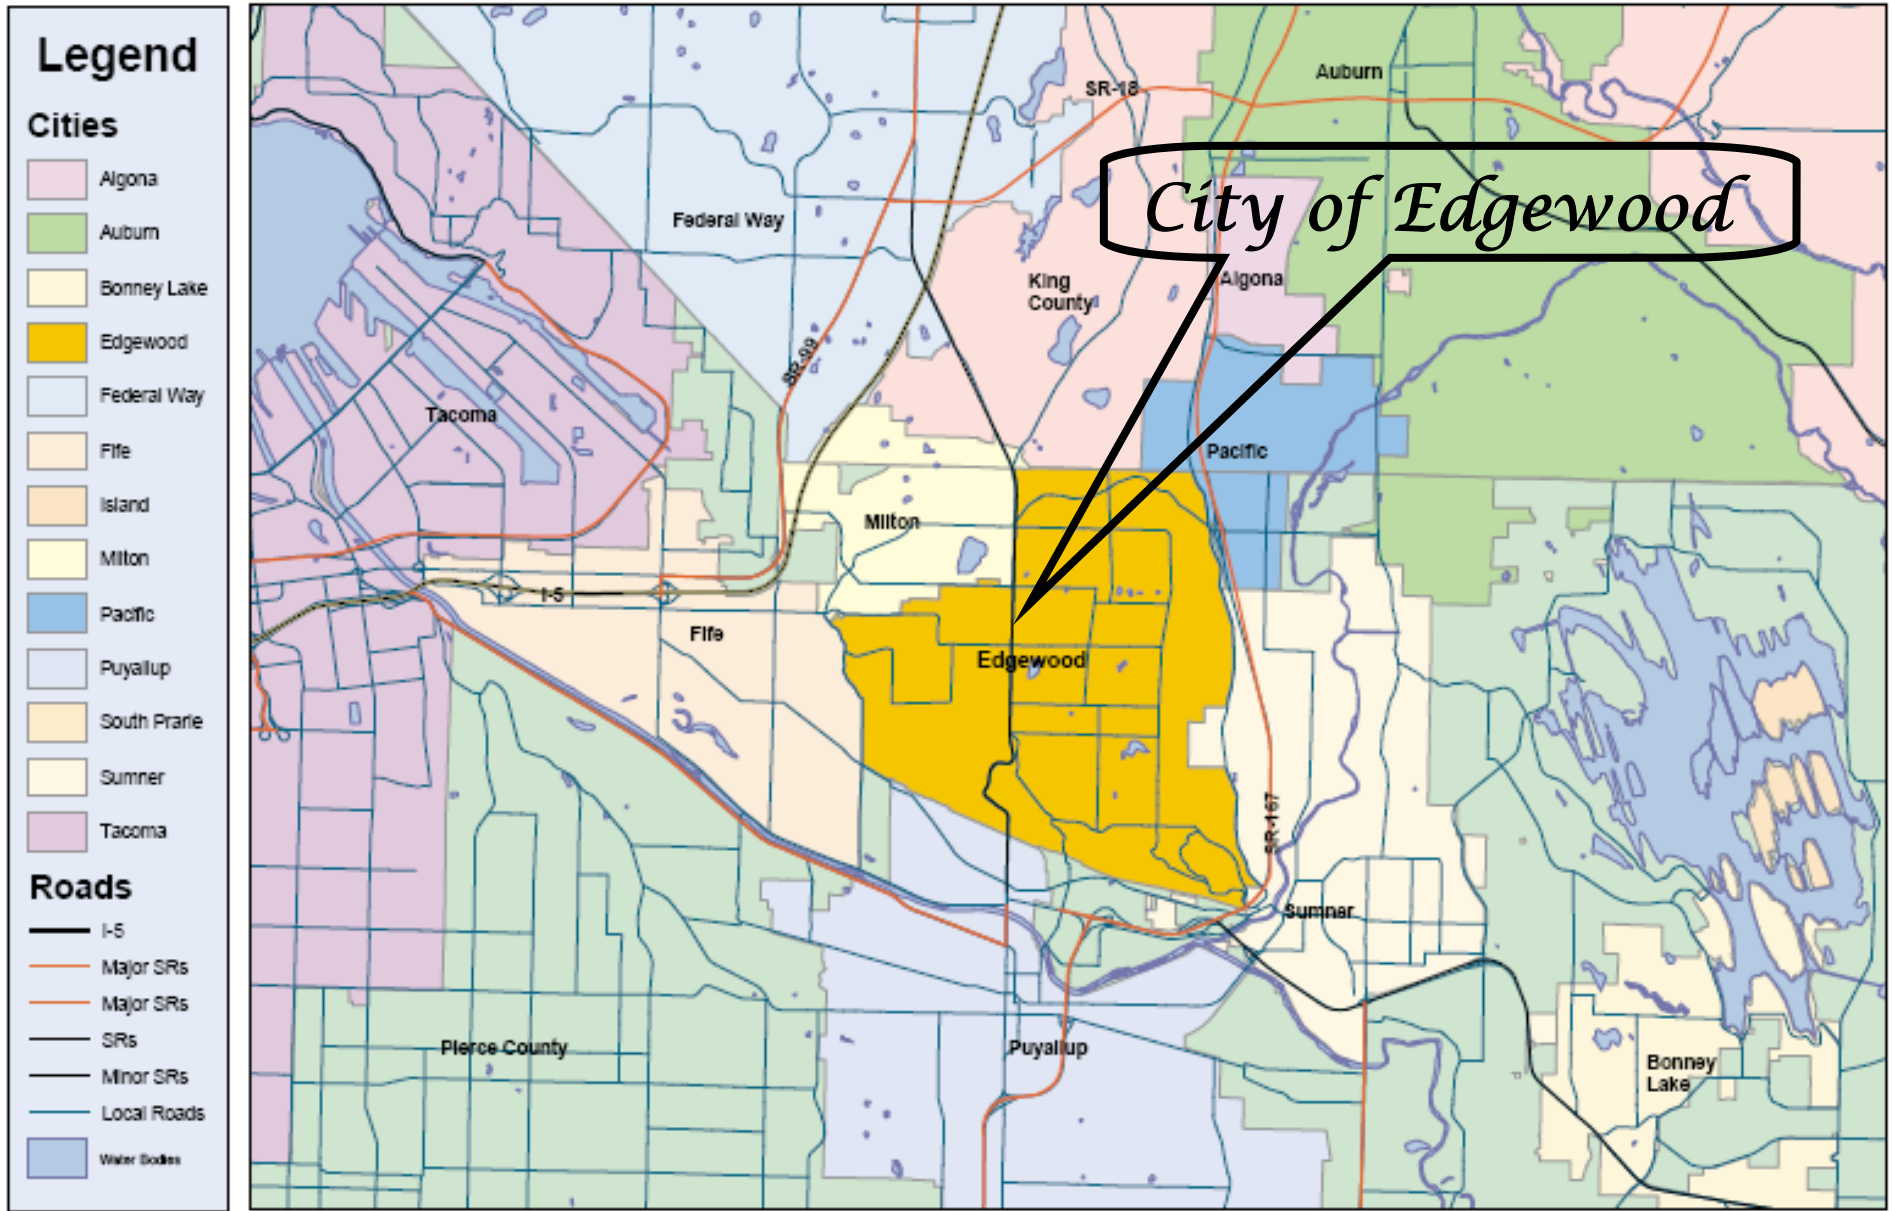 Legend
Cities
Algona
Auburn
Bonney Lake
Edgewood
Federal Way
Fife
Island
Milton
Pacific
Puyallup
South Prarie
Sumner
Tacoma
Roads
I-5
Major SRs
Major SRs
SRs
Minor SRs
Local Roads
Water Bodies
Auburn
SR-18
City of Edgewood
Federal Way
King
County
Algona
SR-99
Tacoma
Pacific
Milton
I-5
Fife
Edgewood
SR-167
Sumner
Pierce County
Puyallup
Bonney
Lake